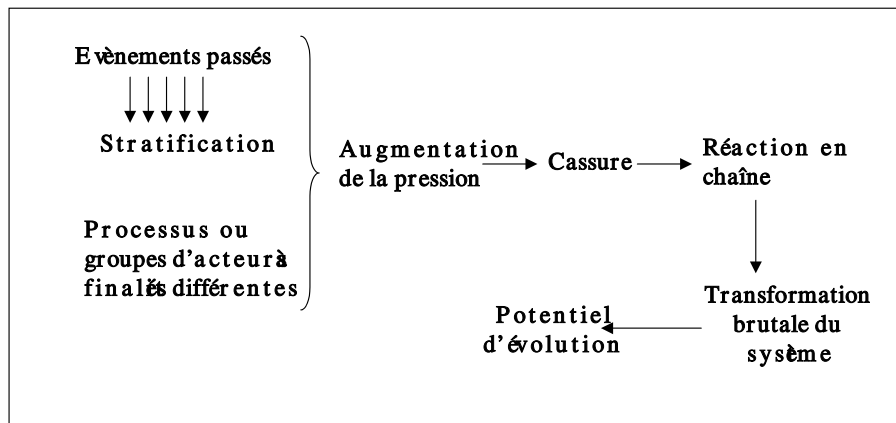 Evènements passés
Stratification
Processus ou
groupes d'acteurs à
finalités différentes
Augmentation
de la pression
Cassure
Réaction en
chaîne
Transformation
brutale du
système
Potentiel
d'évolution